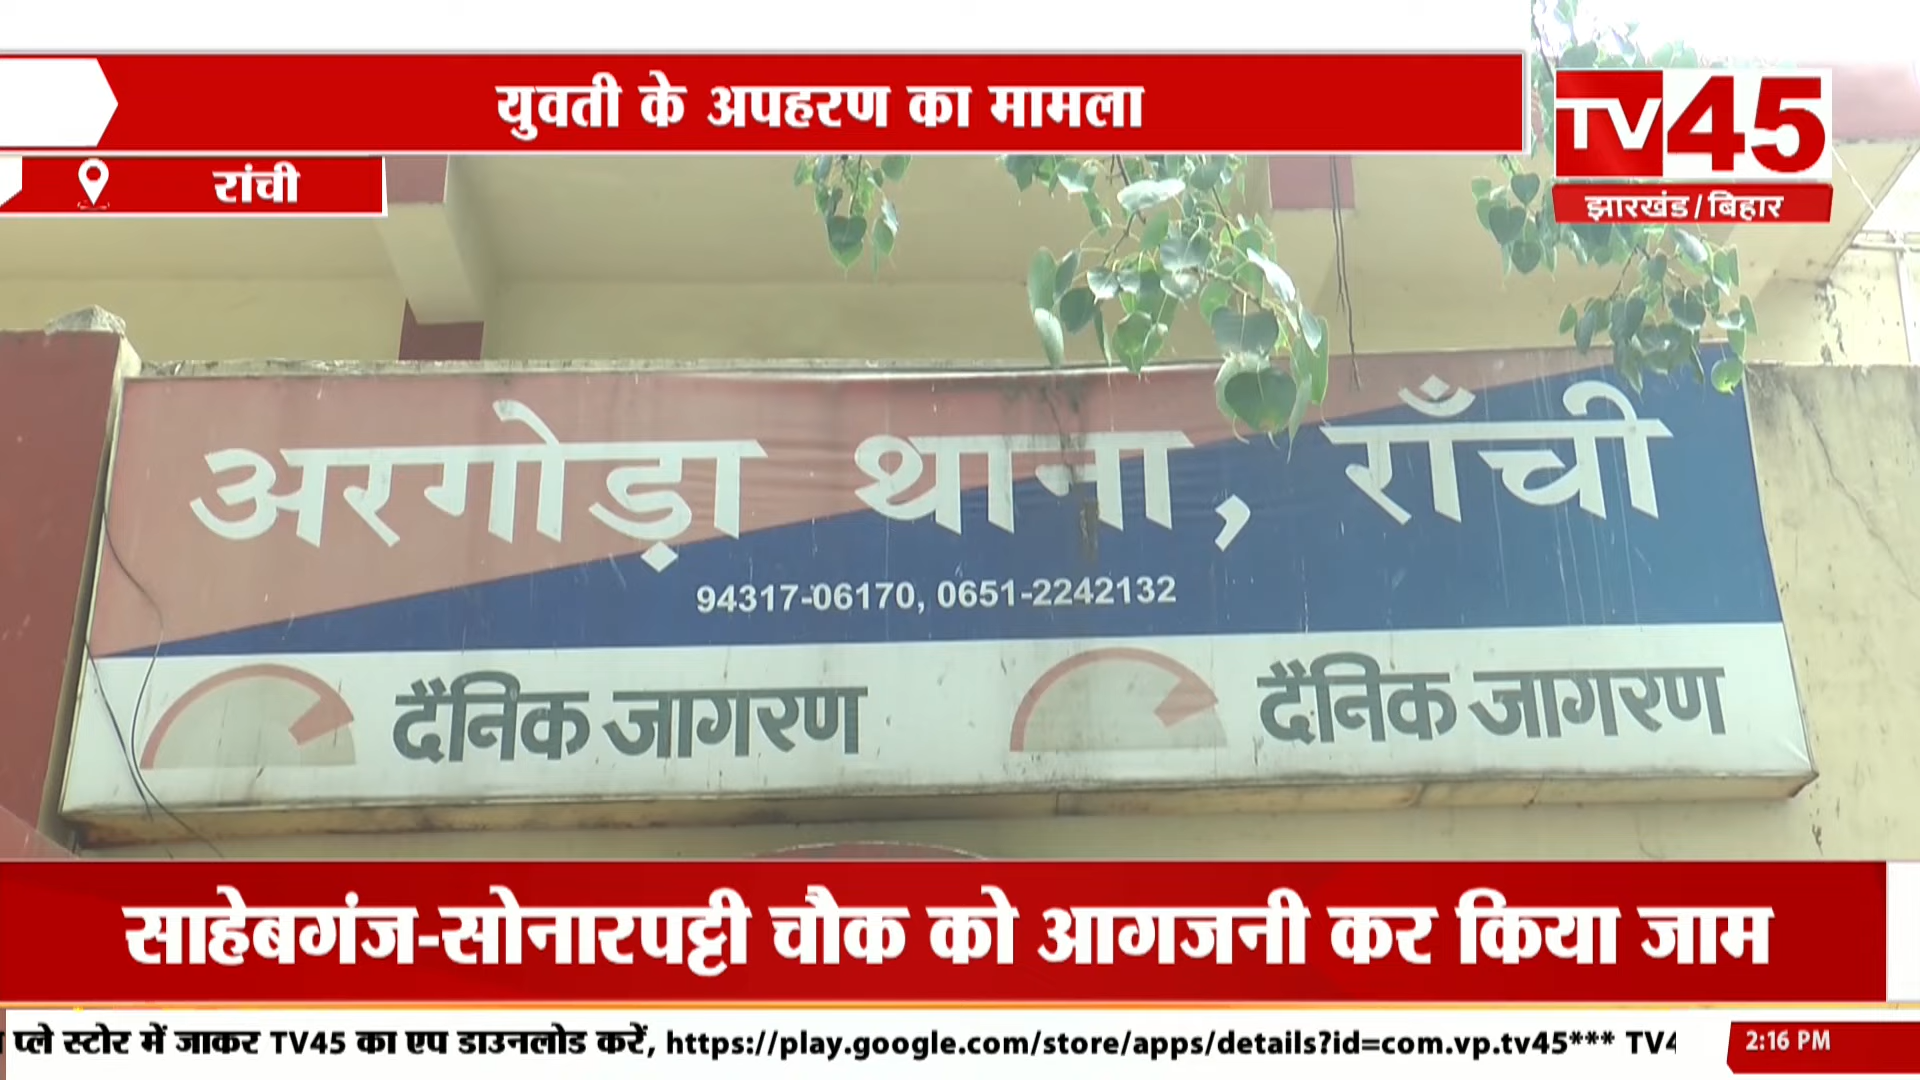 युवती के अपहरण का मामला
TV45
झारखंड/बिहार
रांची
अरगोड़ा थाना, राँची
94317-06170, 0651-2242132
दैनिक जागरण दैनिक जागरण
साहेबगंज-सोनारपट्टी चौक को आगजनी कर किया जाम
प्ले स्टोर में जाकर TV45 का एप डाउनलोड करें, https://play.google.com/store/apps/details?id=com.vp.tv45*** TV4
2:16 PM